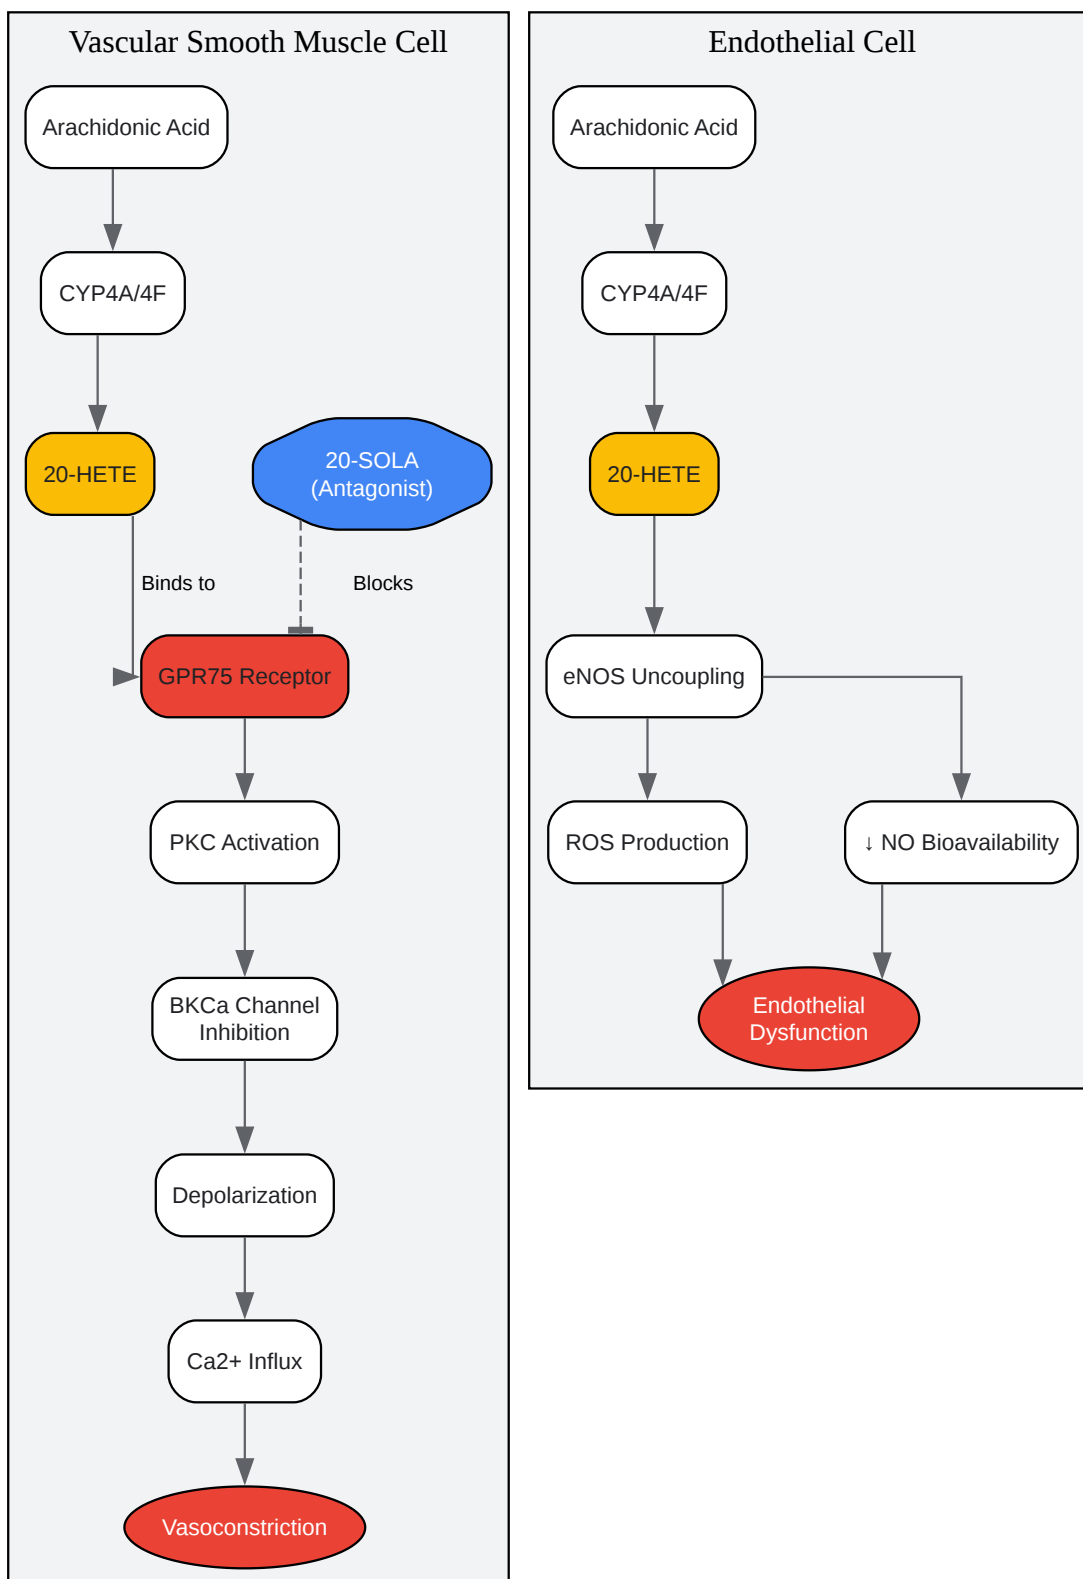 Vascular Smooth Muscle Cell
Arachidonic Acid
CYP4A/4F
20-HETE
20-SOLA
(Antagonist)
Binds to
Blocks
GPR75 Receptor
PKC Activation
BKCa Channel
Inhibition
Depolarization
Ca2+ Influx
Vasoconstriction
Endothelial Cell
Arachidonic Acid
CYP4A/4F
20-HETE
eNOS Uncoupling
ROS Production
↓ NO Bioavailability
Endothelial
Dysfunction